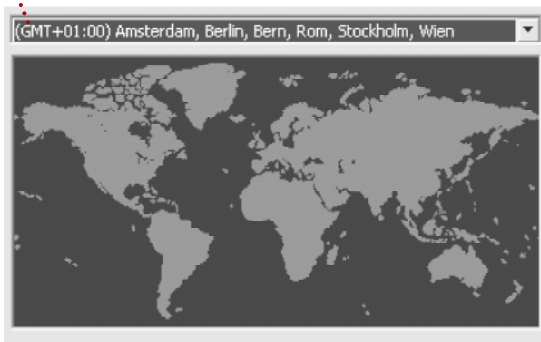 (GMT+01:00) Amsterdam, Berlin, Bern, Rom, Stockholm, Wien